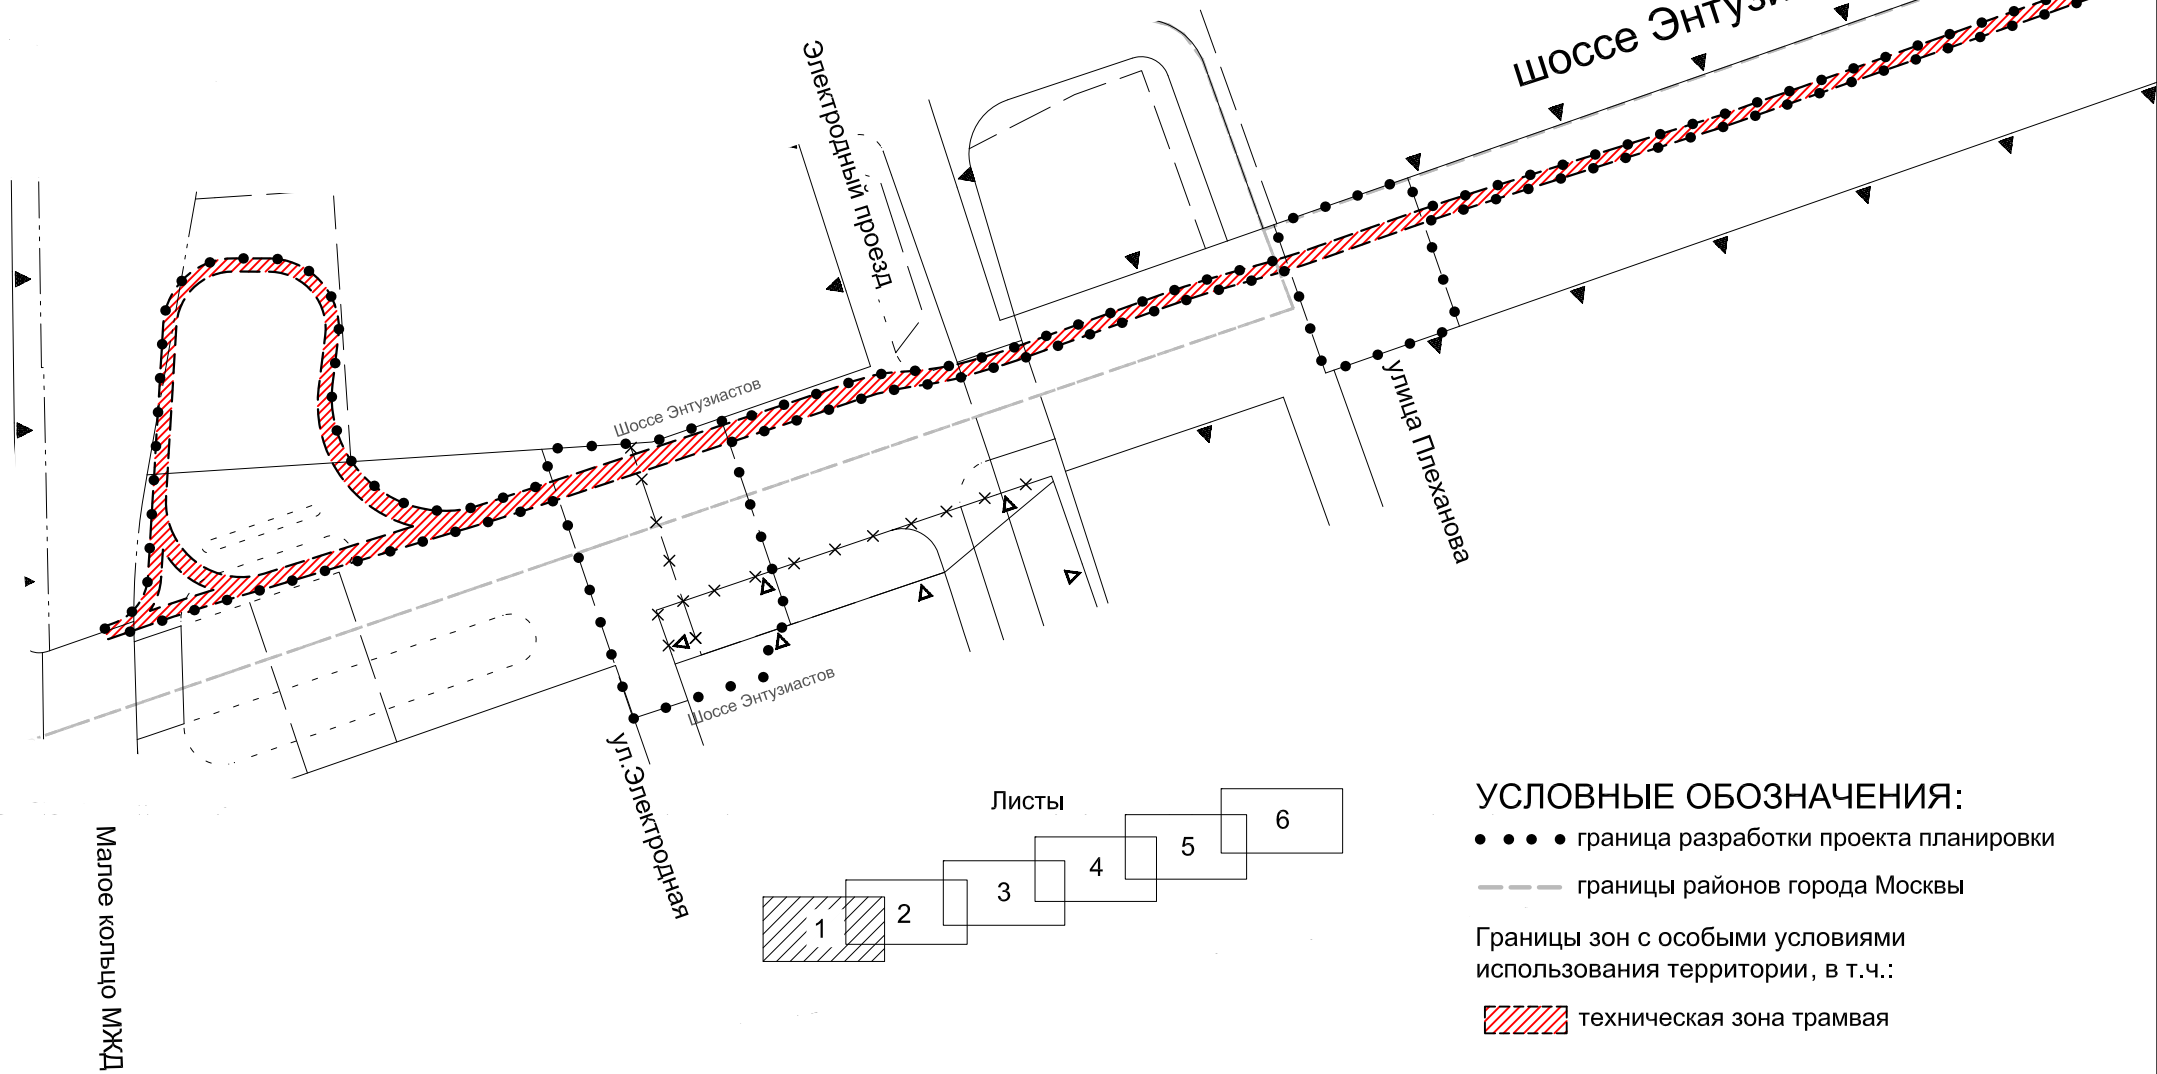 шоссе Энтузи
Электродный проезд
Шоссе Энтузиастов
улица Плеханова
Шоссе Энтузиастов
ул.Электродная
Малое кольцо МЖД
Листы
1
2
3
4
5
6
УСЛОВНЫЕ ОБОЗНАЧЕНИЯ:
граница разработки проекта планировки
границы районов города Москвы
Границы зон с особыми условиями
использования территории, в т.ч.:
техническая зона трамвая